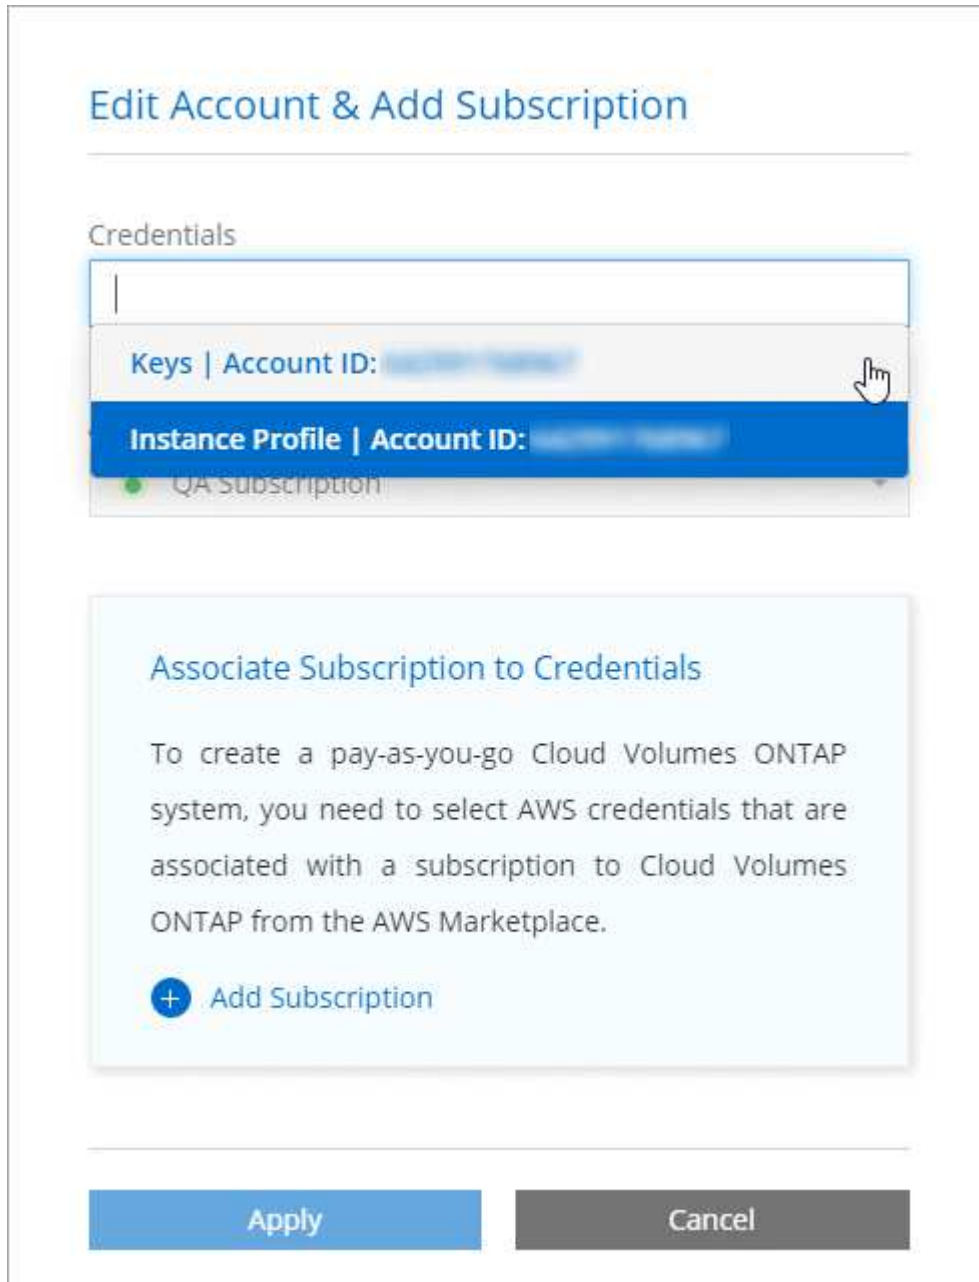 Edit Account & Add Subscription
Credentials
Keys | Account ID:
Instance Profile | Account ID:
QA Subscription
Associate Subscription to Credentials
To create a pay-as-you-go Cloud Volumes ONTAP
system, you need to select AWS credentials that are
associated with a subscription to Cloud Volumes
ONTAP from the AWS Marketplace.
+ Add Subscription
Apply Cancel